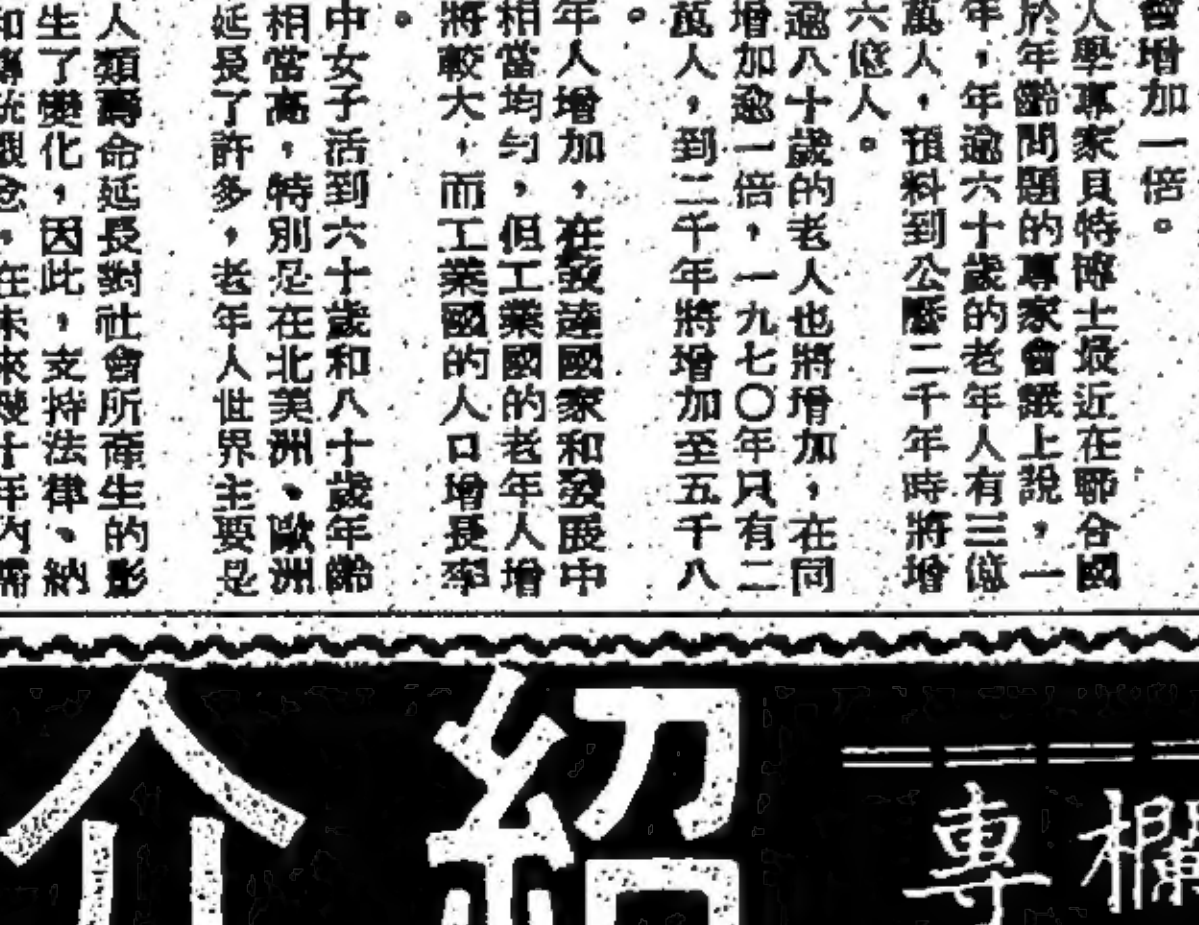 會增加一倍。
人學專家貝特博士最近在聯合國
於年齡問題的專家會議上說，一
年，年逾六十歲的老年人有三億
萬人，預料到公曆二千年時將增
六億人。
逾八十歲的老人也將增加，在同
增加逾一倍，一九七〇年只有二
萬人，到二千年將增加至五千八
。
年人增加，在發達國家和發展中
相當均勻，但工業國的老年人增
將較大，而工業國的人口增長率
。
中女子活到六十歲和八十歲年齡
相當高，特別是在北美洲、歐洲
延長了許多，老年人世界主要是
人類壽命延長對社會所產生的影
生了變化，因此，支持法律、納
和傳統觀念，在未來幾十年內需
專欄
介紹